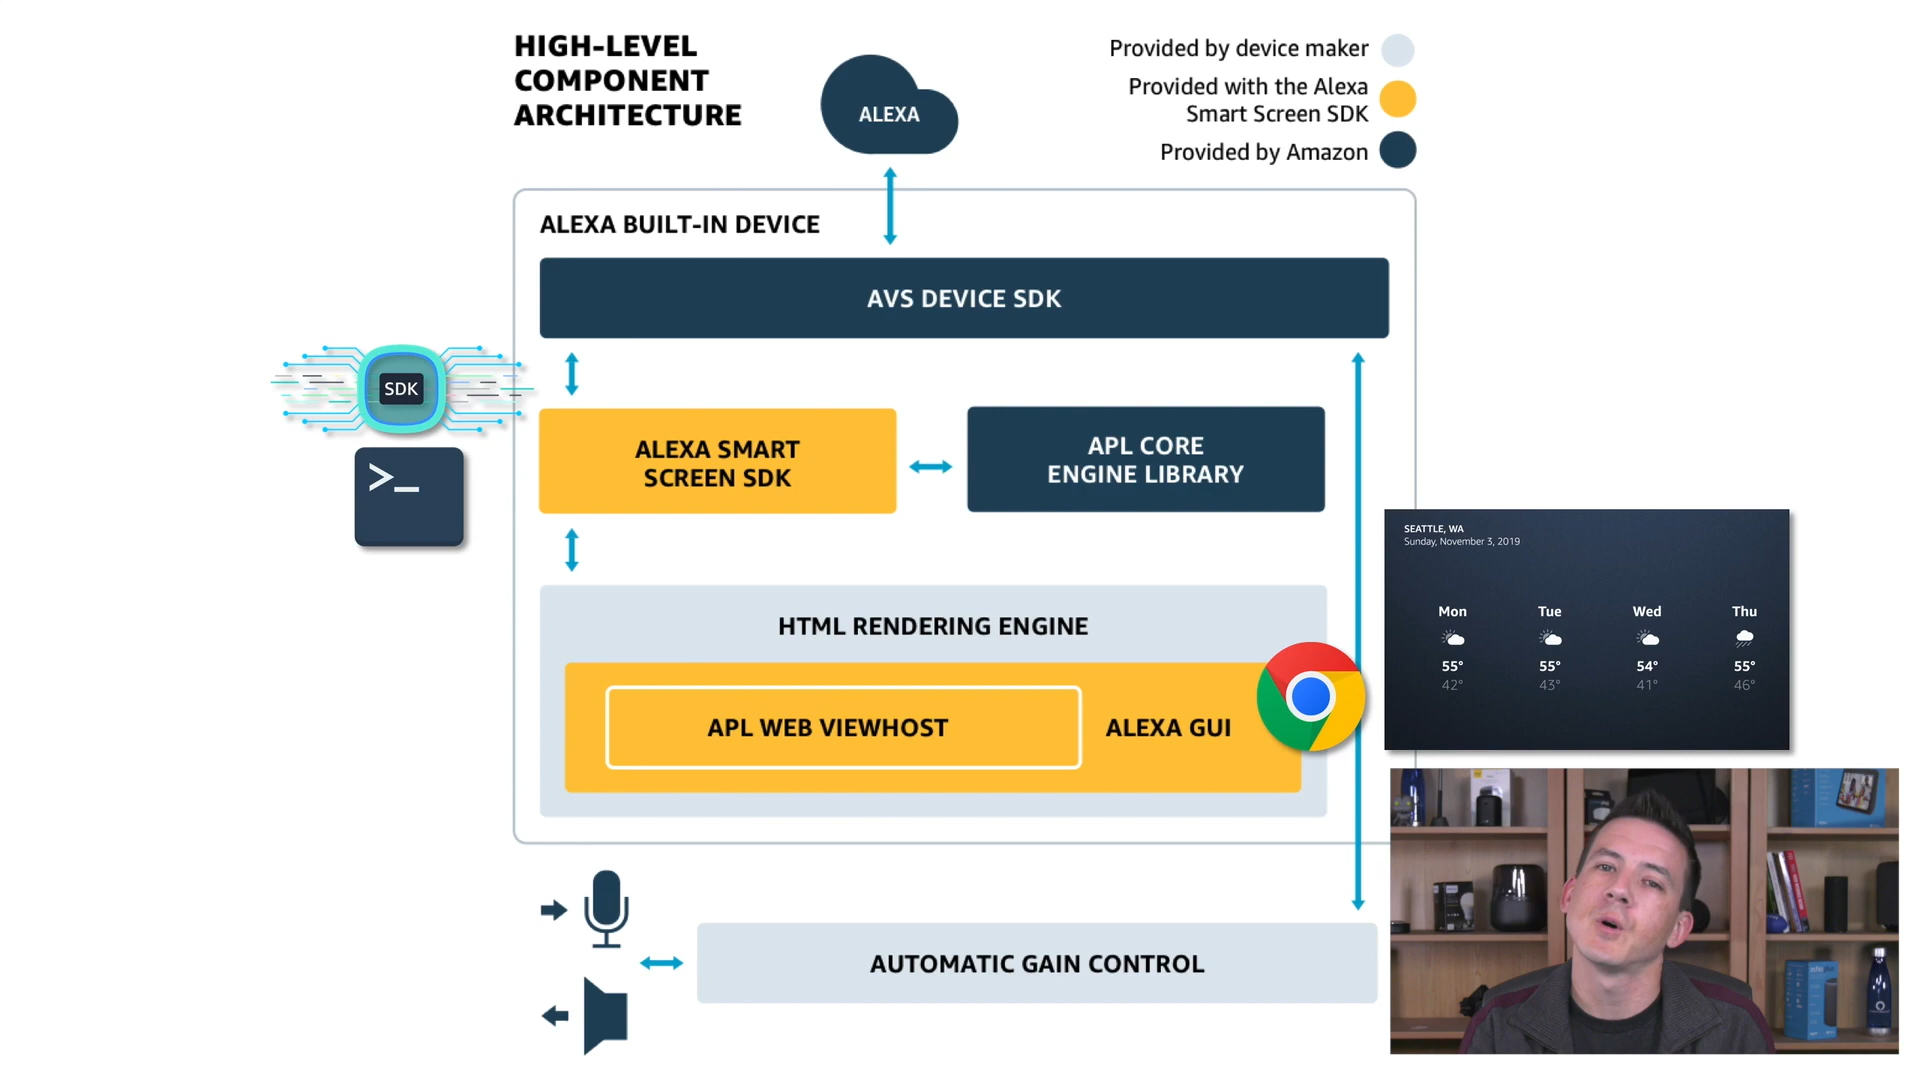 HIGH-LEVEL
COMPONENT
ARCHITECTURE
ALEXA
Provided by device maker
Provided with the Alexa
Smart Screen SDK
Provided by Amazon
ALEXA BUILT-IN DEVICE
AVS DEVICE SDK
SDK
>_
ALEXA SMART
SCREEN SDK
APL CORE
ENGINE LIBRARY
HTML RENDERING ENGINE
APL WEB VIEWHOST
ALEXA GUI
SEATTLE, WA
Sunday, November 3, 2019
Mon Tue Wed Thu
55° 55° 54° 55°
42° 43° 41° 46°
AUTOMATIC GAIN CONTROL